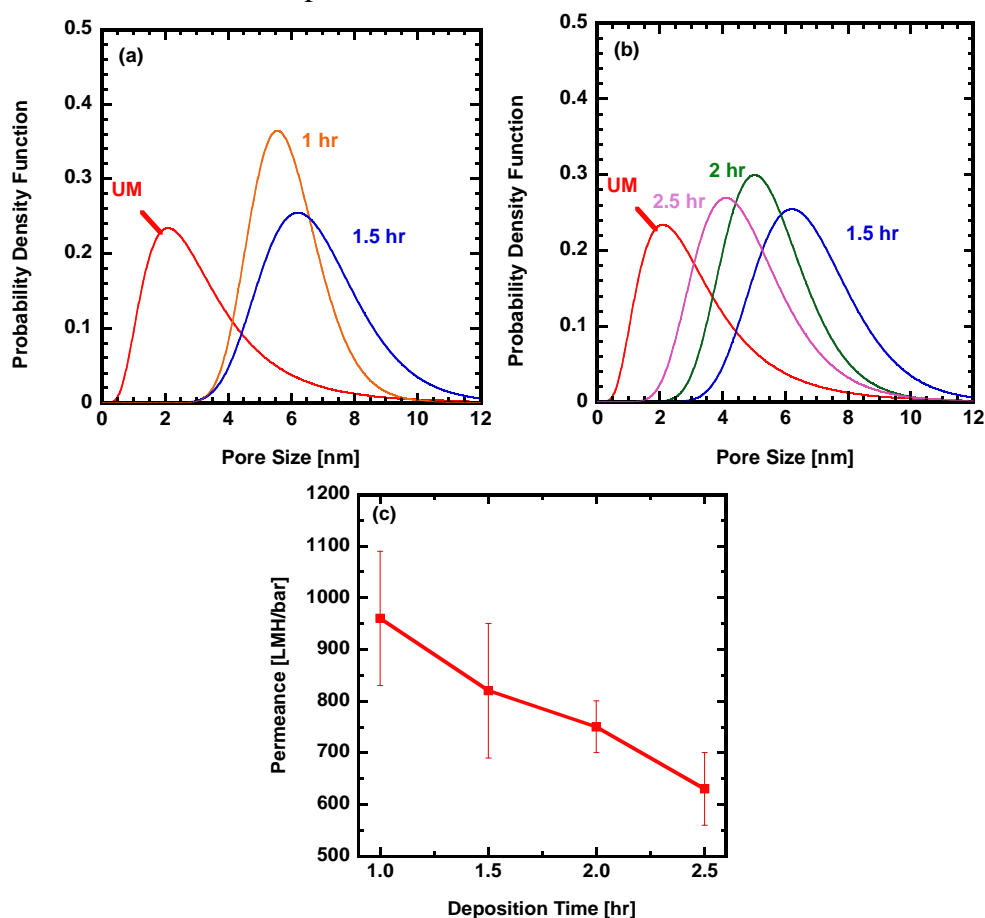 (a)
0.5
0.4
0.3
0.2
0.1
0
Probability Density Function
UM
1 hr
1.5 hr
0 2 4 6 8 10 12
Pore Size [nm]
(b)
0.5
0.4
0.3
0.2
0.1
0
Probability Density Function
UM
2.5 hr
2 hr
1.5 hr
0 2 4 6 8 10 12
Pore Size [nm]
(c)
1200
1100
1000
900
800
700
600
500
Permeance [LMH/bar]
1.0 1.5 2.0 2.5
Deposition Time [hr]